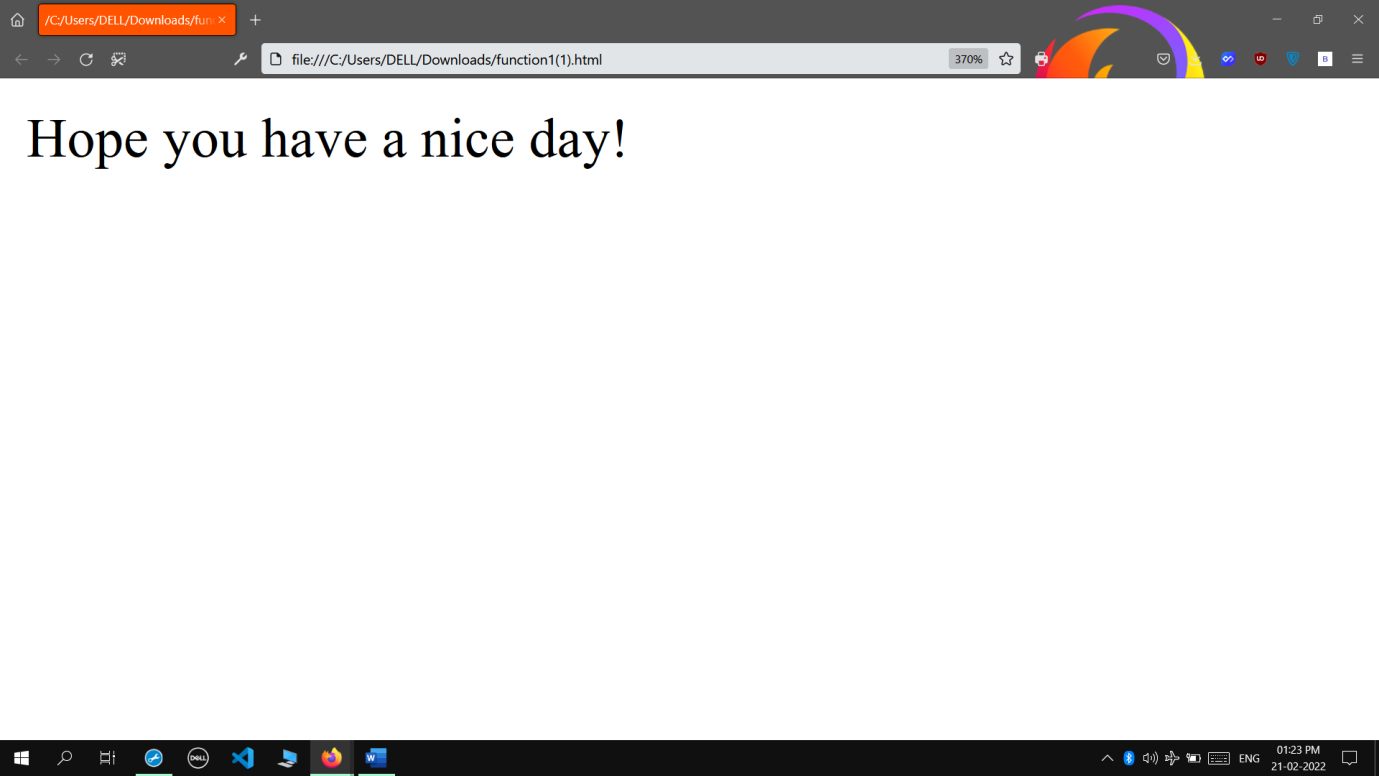 /C:/Users/DELL/Downloads/fun
file:///C:/Users/DELL/Downloads/function1(1).html
370%
B
Hope you have a nice day!
DELL
W
ENG
01:23 PM
21-02-2022